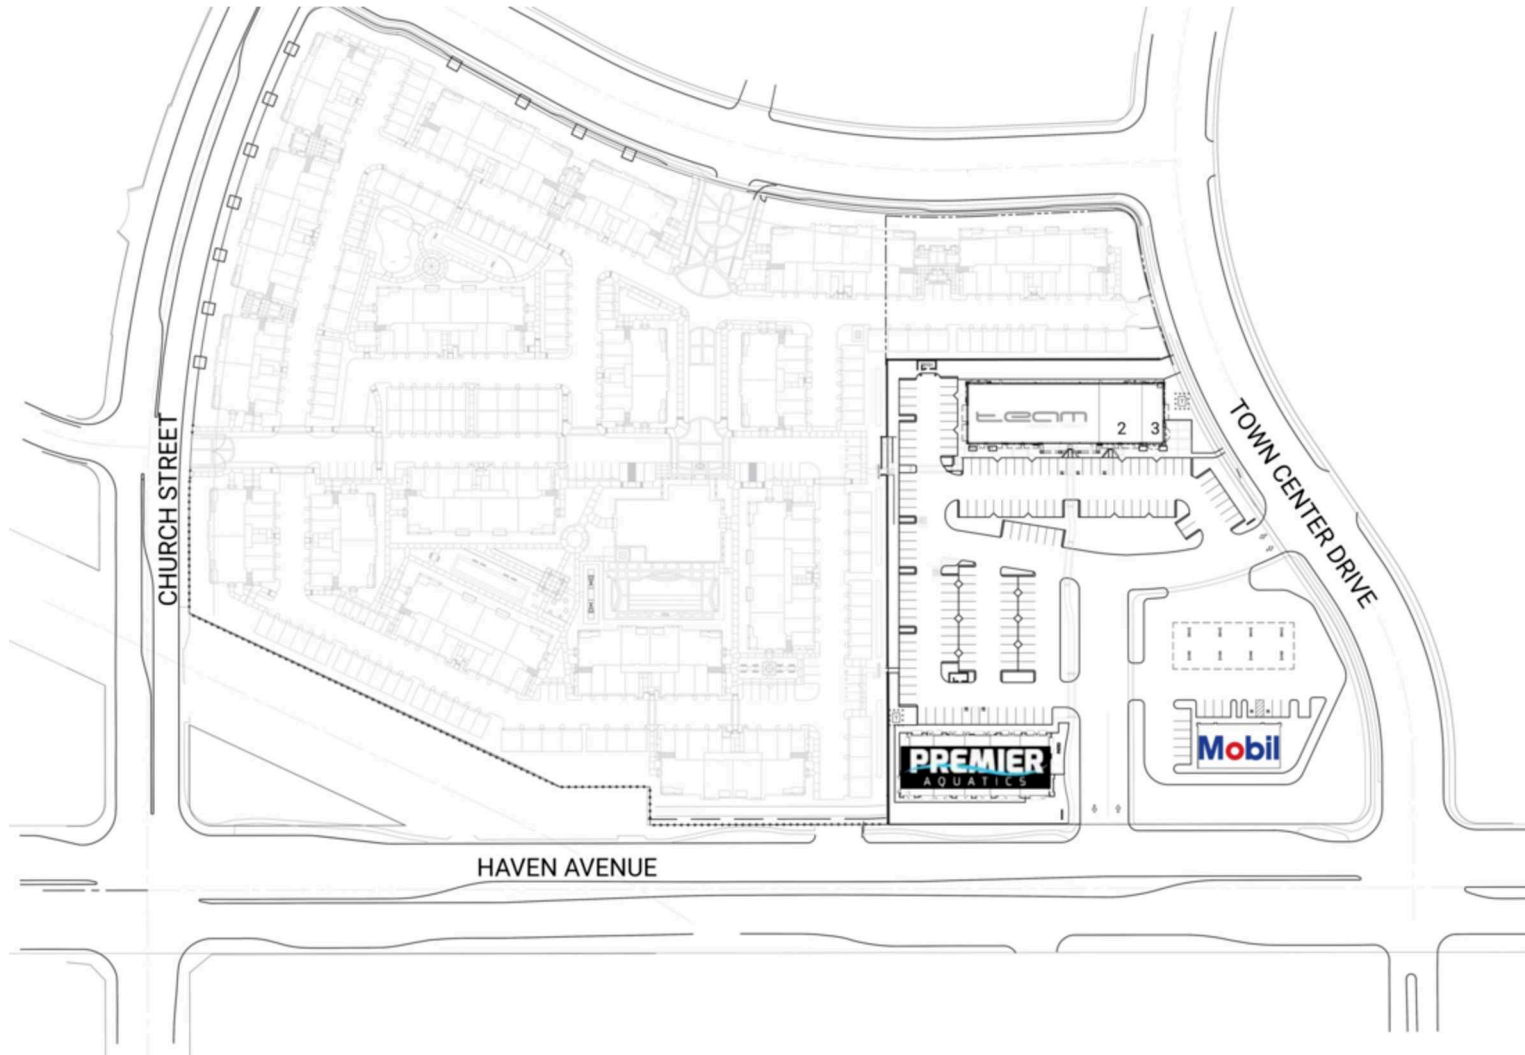 CHURCH STREET
team
2 3
TOWN CENTER DRIVE
PREMIER
AQUATICS
Mobil
HAVEN AVENUE